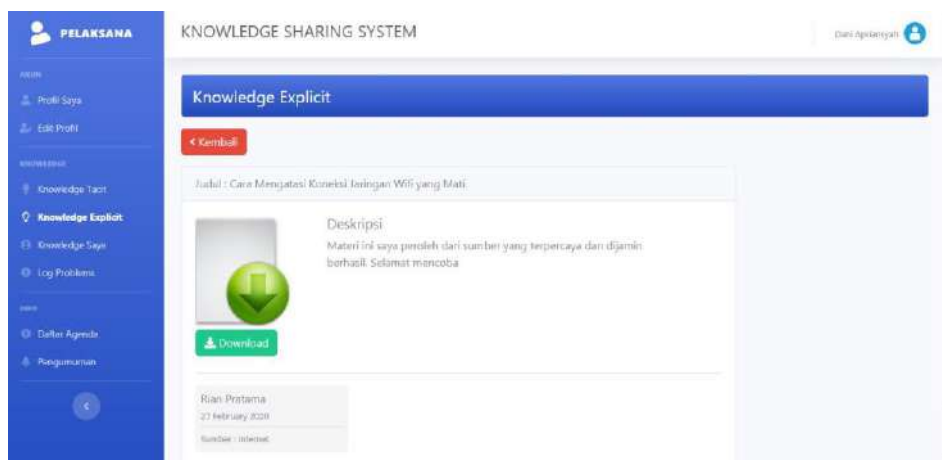 PELAKSANA
KNOWLEDGE SHARING SYSTEM
Dani Apriansyah
AKUN
Profil Saya
Edit Profil
KNOWLEDGE
Knowledge Tacit
Knowledge Explicit
Knowledge Saya
Log Problems
Daftar Agenda
Pengumuman
Knowledge Explicit
Kembali
Judul : Cara Mengatasi Koneksi Jaringan Wifi yang Mati
Deskripsi
Materi ini saya peroleh dari sumber yang terpercaya dan dijamin
berhasil. Selamat mencoba
Download
Rian Pratama
27 February 2020
Sumber : Internet